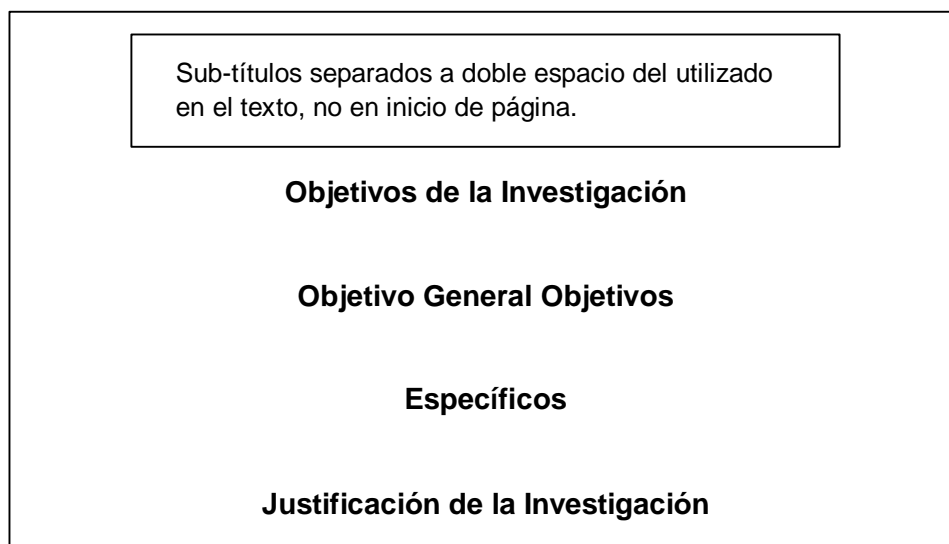 Sub-títulos separados a doble espacio del utilizado
en el texto, no en inicio de página.
Objetivos de la Investigación
Objetivo General Objetivos
Específicos
Justificación de la Investigación